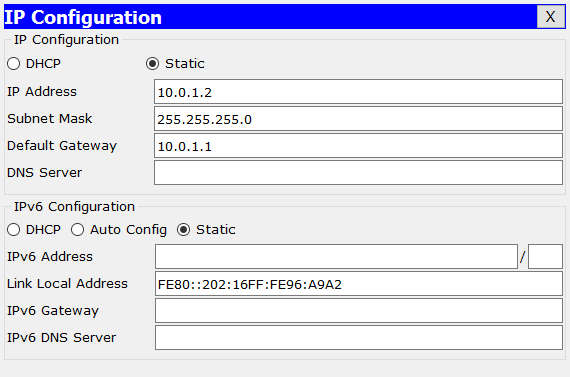 IP Configuration X
IP Configuration
DHCP Static
IP Address 10.0.1.2
Subnet Mask 255.255.255.0
Default Gateway 10.0.1.1
DNS Server
IPv6 Configuration
DHCP Auto Config Static
IPv6 Address /
Link Local Address FE80::202:16FF:FE96:A9A2
IPv6 Gateway
IPv6 DNS Server